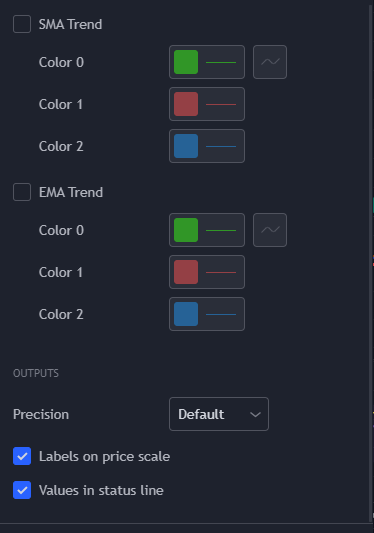 SMA Trend
Color 0
Color 1
Color 2
EMA Trend
Color 0
Color 1
Color 2
OUTPUTS
Precision Default
Labels on price scale
Values in status line